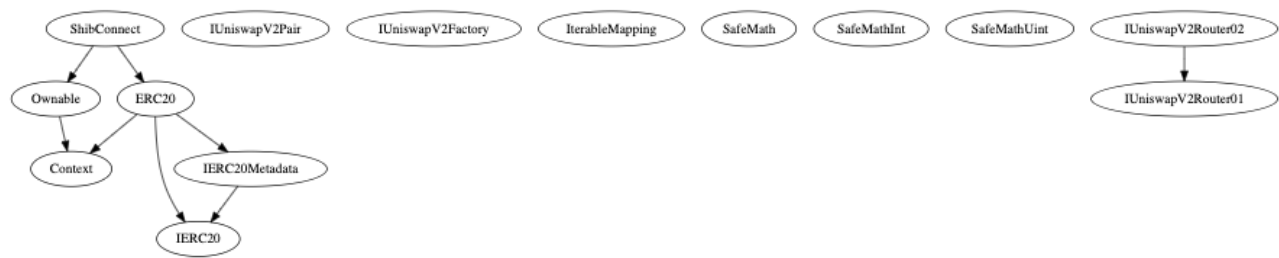 ShibConnect
IUniswapV2Pair
IUniswapV2Factory
IterableMapping
SafeMath
SafeMathInt
SafeMathUint
IUniswapV2Router02
Ownable
ERC20
IUniswapV2Router01
Context
IERC20Metadata
IERC20